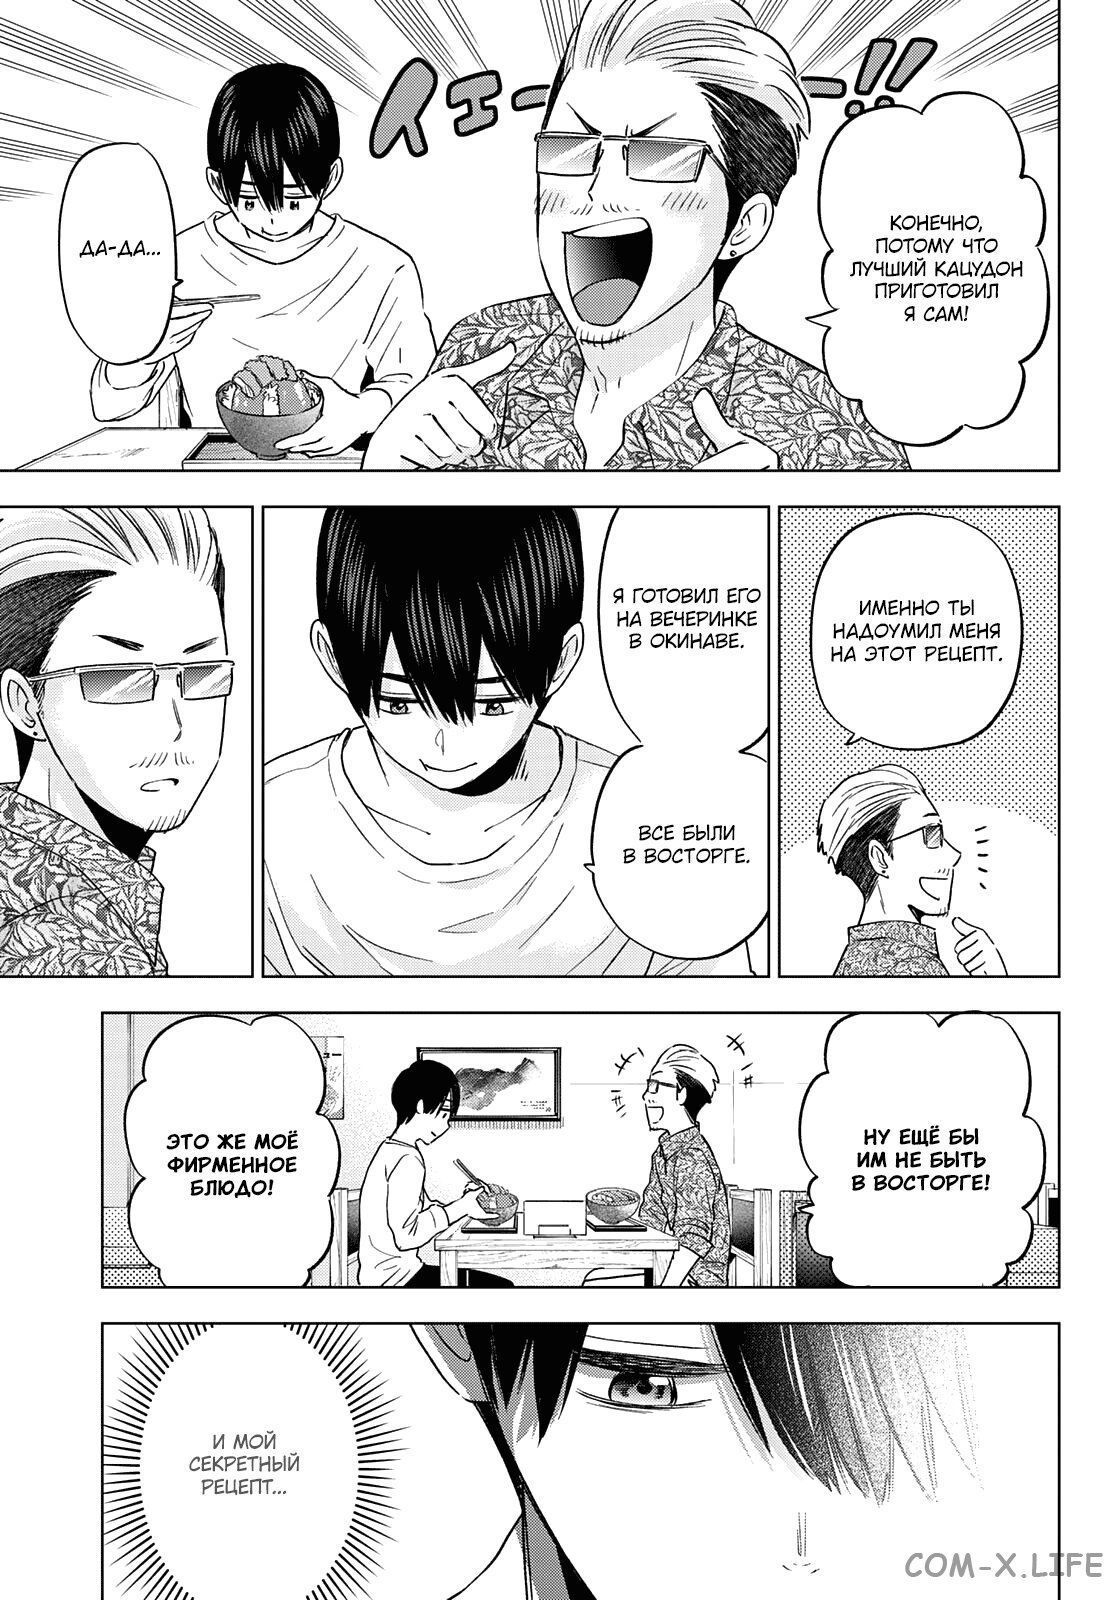 КОНЕЧНО,
ПОТОМУ ЧТО
ЛУЧШИЙ КАЦУДОН
ПРИГОТОВИЛ
Я САМ!
イェー
ー!!
ДА-ДА...
ИМЕННО ТЫ
НАДОУМИЛ МЕНЯ
НА ЭТОТ РЕЦЕПТ.
Я ГОТОВИЛ ЕГО
НА ВЕЧЕРИНКЕ
В ОКИНАВЕ.
ВСЕ БЫЛИ
В ВОСТОРГЕ.
НУ ЕЩЁ БЫ
ИМ НЕ БЫТЬ
В ВОСТОРГЕ!
ЭТО ЖЕ МОЁ
ФИРМЕННОЕ
БЛЮДО!
И МОЙ
СЕКРЕТНЫЙ
РЕЦЕПТ...
COM-X.LIFE